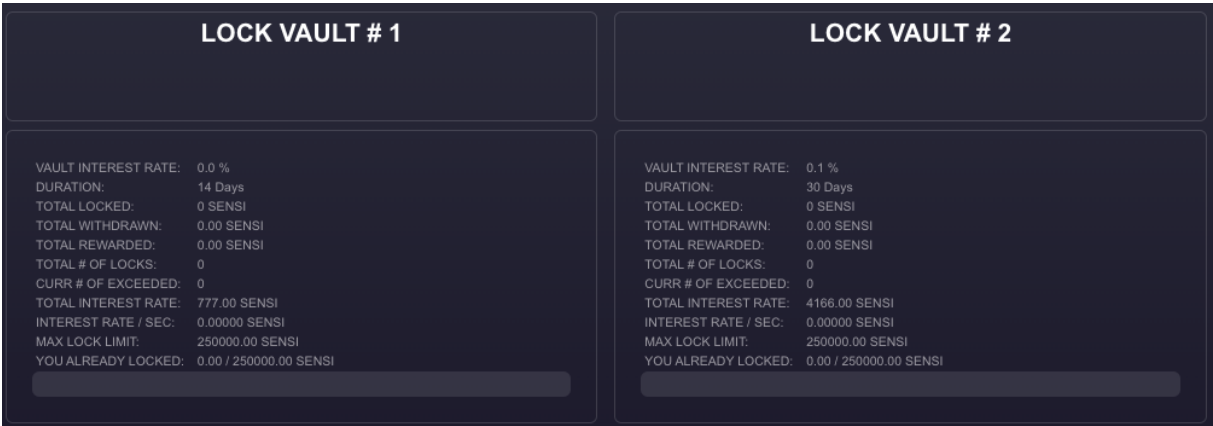 LOCK VAULT # 1
VAULT INTEREST RATE: 0.0 %
DURATION: 14 Days
TOTAL LOCKED: 0 SENSI
TOTAL WITHDRAWN: 0.00 SENSI
TOTAL REWARDED: 0.00 SENSI
TOTAL # OF LOCKS: 0
CURR # OF EXCEEDED: 0
TOTAL INTEREST RATE: 777.00 SENSI
INTEREST RATE / SEC: 0.00000 SENSI
MAX LOCK LIMIT: 250000.00 SENSI
YOU ALREADY LOCKED: 0.00 / 250000.00 SENSI
LOCK VAULT # 2
VAULT INTEREST RATE: 0.1 %
DURATION: 30 Days
TOTAL LOCKED: 0 SENSI
TOTAL WITHDRAWN: 0.00 SENSI
TOTAL REWARDED: 0.00 SENSI
TOTAL # OF LOCKS: 0
CURR # OF EXCEEDED: 0
TOTAL INTEREST RATE: 4166.00 SENSI
INTEREST RATE / SEC: 0.00000 SENSI
MAX LOCK LIMIT: 250000.00 SENSI
YOU ALREADY LOCKED: 0.00 / 250000.00 SENSI